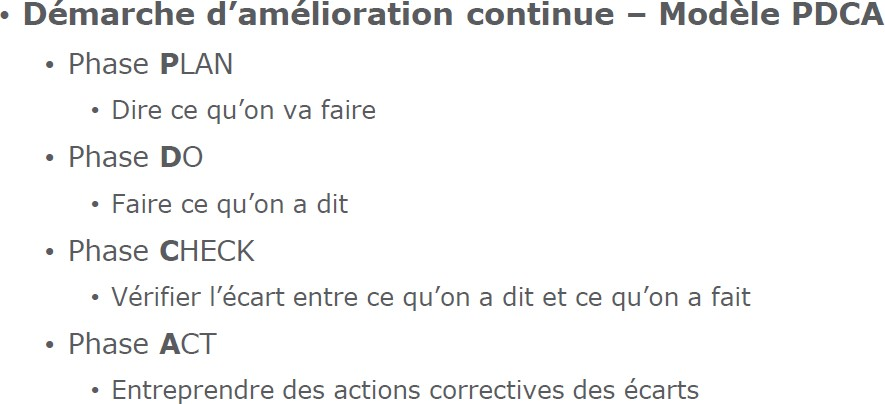 • Démarche d’amélioration continue – Modèle PDCA
• Phase PLAN
• Dire ce qu’on va faire
• Phase DO
• Faire ce qu’on a dit
• Phase CHECK
• Vérifier l’écart entre ce qu’on a dit et ce qu’on a fait
• Phase ACT
• Entreprendre des actions correctives des écarts